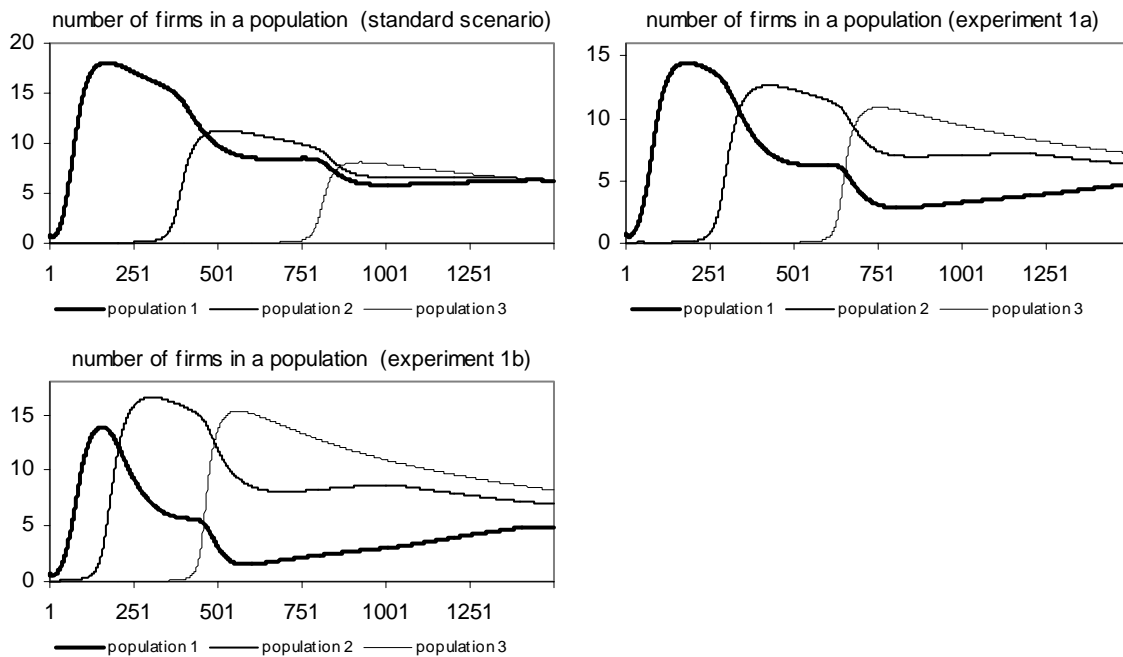 number of firms in a population (standard scenario)
20
15
10
5
0
1 251 501 751 1001 1251
population 1 population 2 population 3
number of firms in a population (experiment 1a)
15
10
5
0
1 251 501 751 1001 1251
population 1 population 2 population 3
number of firms in a population (experiment 1b)
15
10
5
0
1 251 501 751 1001 1251
population 1 population 2 population 3